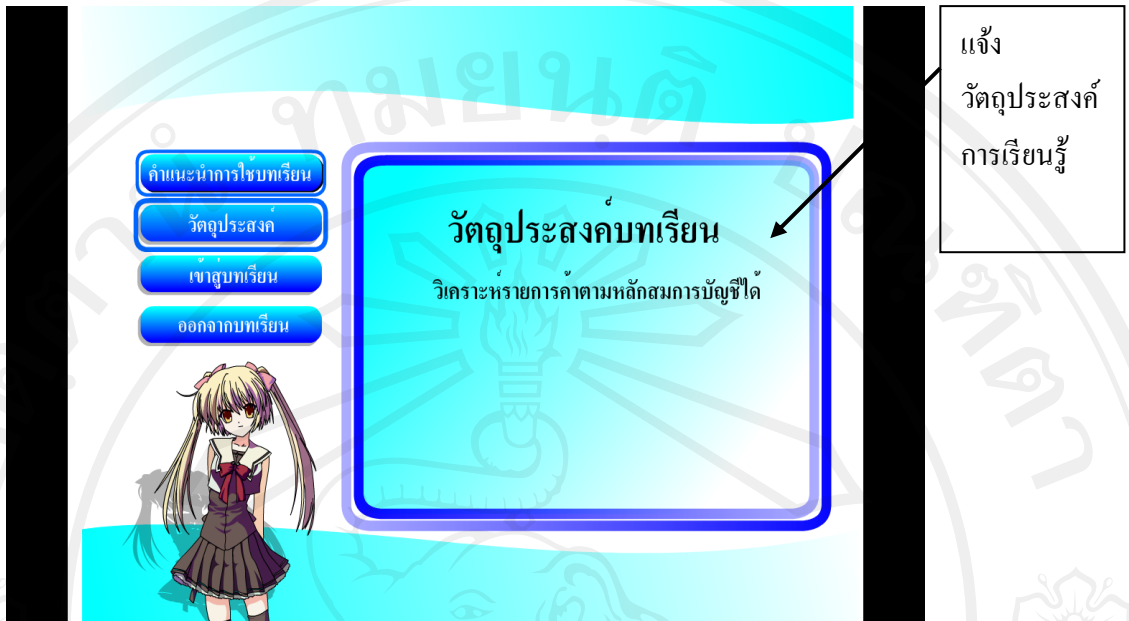 คำแนะนำการใช้บทเรียน
วัตถุประสงค์
เข้าสู่บทเรียน
ออกจากบทเรียน
วัตถุประสงค์บทเรียน
วิเคราะห์รายการค้าตามหลักสมการบัญชีได้
แจ้ง
วัตถุประสงค์
การเรียนรู้